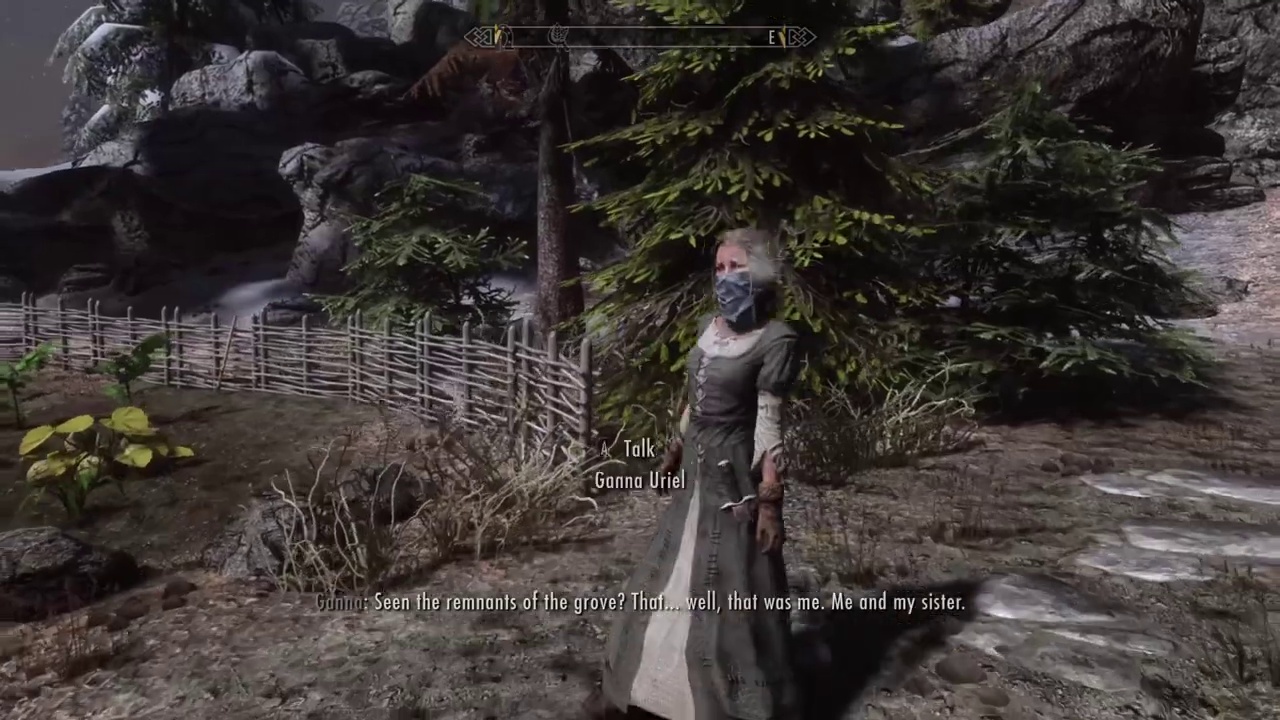 E
A Talk
Ganna Uriel
Ganna: Seen the remnants of the grove? That... well, that was me. Me and my sister.